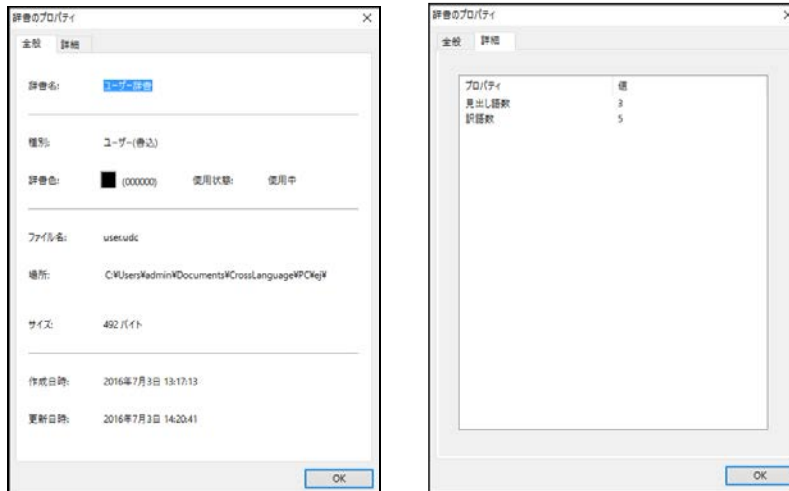 辞書のプロパティ
全般 詳細
辞書名: ユーザー辞書
種別: ユーザー(書込)
辞書色: (000000) 使用状態: 使用中
ファイル名: user.udc
場所: C:¥Users¥admin¥Documents¥CrossLanguage¥PC¥ej¥
サイズ: 492 バイト
作成日時: 2016年7月3日 13:17:13
更新日時: 2016年7月3日 14:20:41
OK
辞書のプロパティ
全般 詳細
プロパティ 値
見出し語数 3
訳語数 5
OK